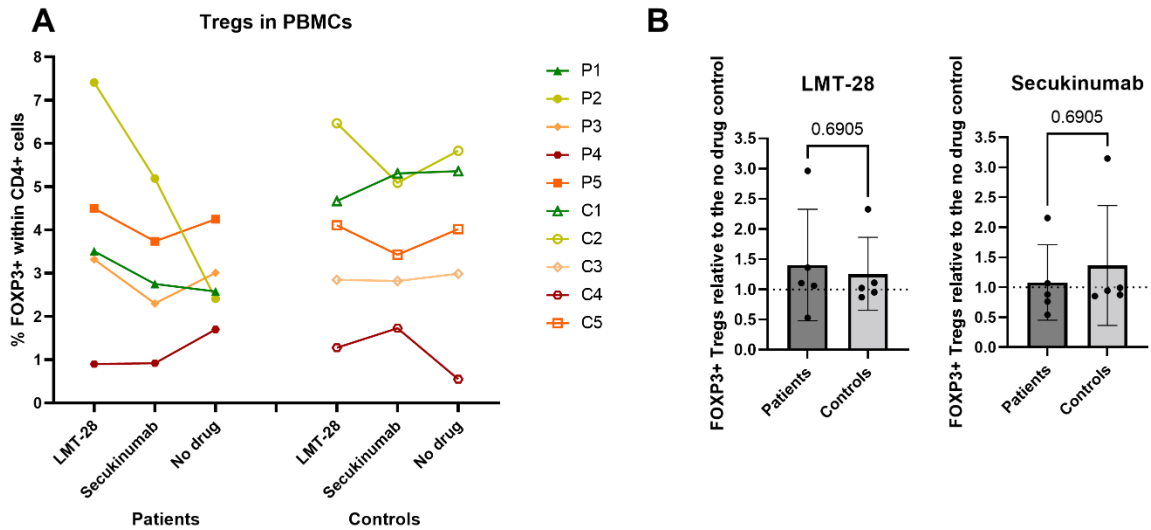 A
Tregs in PBMCs
% FOXP3+ within CD4+ cells
8
7
6
5
4
3
2
1
0
LMT-28
Secukinumab
No drug
LMT-28
Secukinumab
No drug
Patients
Controls
P1
P2
P3
P4
P5
C1
C2
C3
C4
C5
B
LMT-28
0.6905
FOXP3+ Tregs relative to the no drug control
3.5
3.0
2.5
2.0
1.5
1.0
0.5
0.0
Patients
Controls
Secukinumab
0.6905
FOXP3+ Tregs relative to the no drug control
3.5
3.0
2.5
2.0
1.5
1.0
0.5
0.0
Patients
Controls